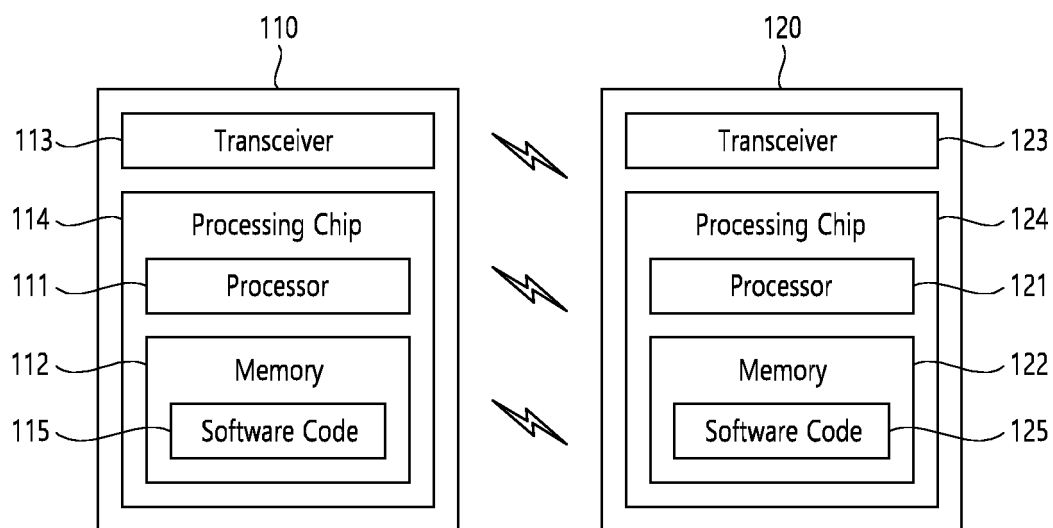 110 120
113 Transceiver Transceiver 123
114 Processing Chip Processing Chip 124
111 Processor Processor 121
112 Memory Memory 122
115 Software Code Software Code 125